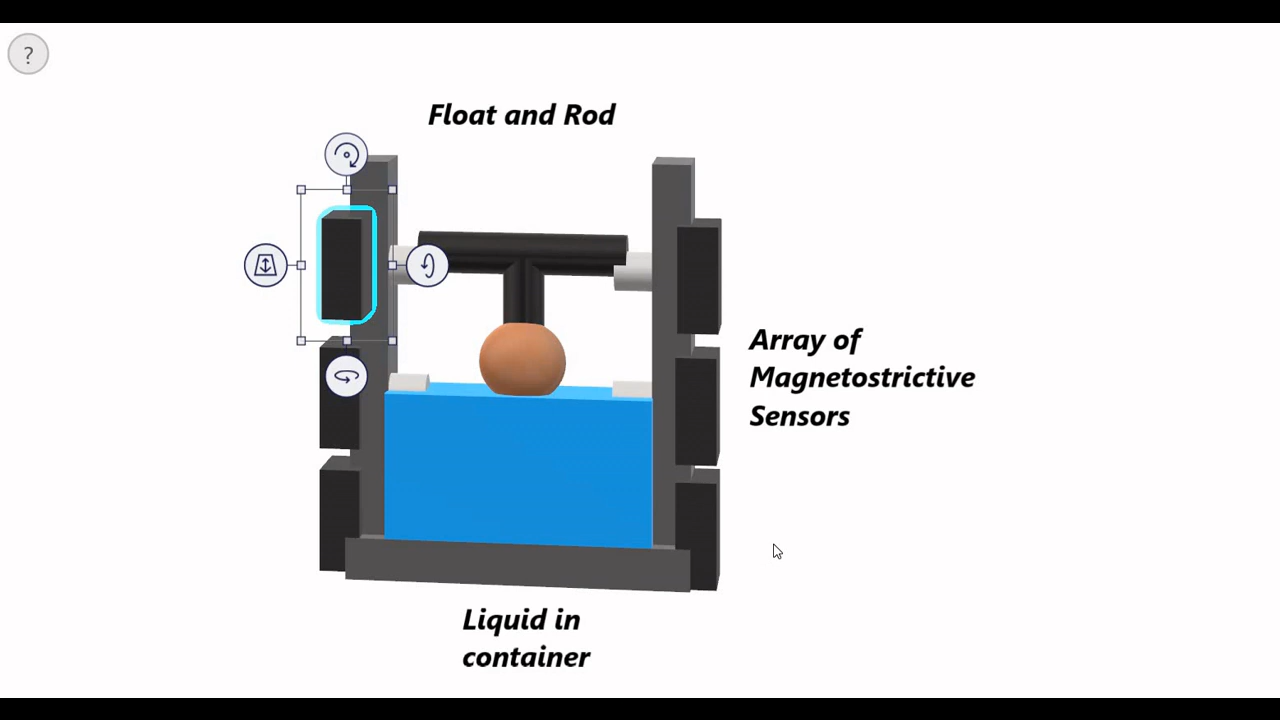 ?
Float and Rod
Array of
Magnetostrictive
Sensors
Liquid in
container